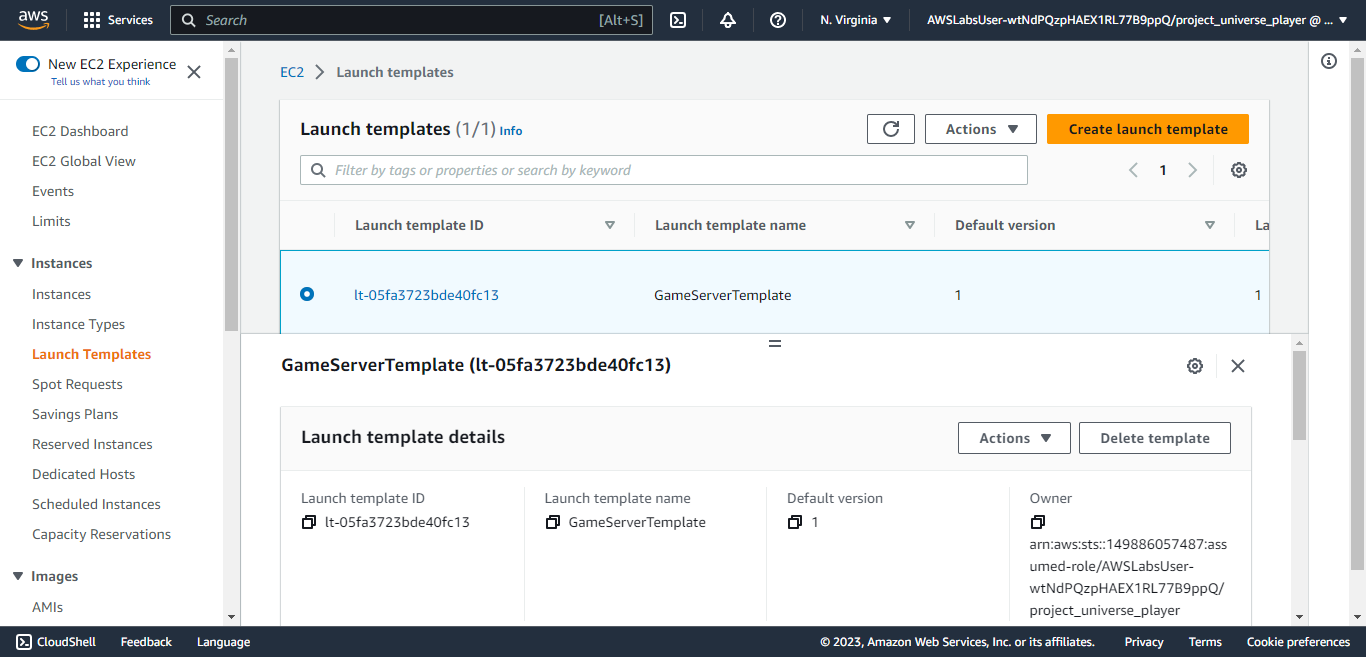 aws
Services
Search
[Alt+S]
N. Virginia
AWSLabsUser-wtNdPQzpHAEX1RL77B9ppQ/project_universe_player @ ...
New EC2 Experience
Tell us what you think
EC2 Dashboard
EC2 Global View
Events
Limits
Instances
Instances
Instance Types
Launch Templates
Spot Requests
Savings Plans
Reserved Instances
Dedicated Hosts
Scheduled Instances
Capacity Reservations
Images
AMIs
EC2
Launch templates
Launch templates (1/1) Info
Actions
Create launch template
Filter by tags or properties or search by keyword
1
Launch template ID
Launch template name
Default version
La
lt-05fa3723bde40fc13
GameServerTemplate
1
1
GameServerTemplate (lt-05fa3723bde40fc13)
Launch template details
Actions
Delete template
Launch template ID
lt-05fa3723bde40fc13
Launch template name
GameServerTemplate
Default version
1
Owner
arn:aws:sts::149886057487:ass
umed-role/AWSLabsUser-
wtNdPQzpHAEX1RL77B9ppQ/
project_universe_player
CloudShell
Feedback
Language
© 2023, Amazon Web Services, Inc. or its affiliates.
Privacy
Terms
Cookie preferences